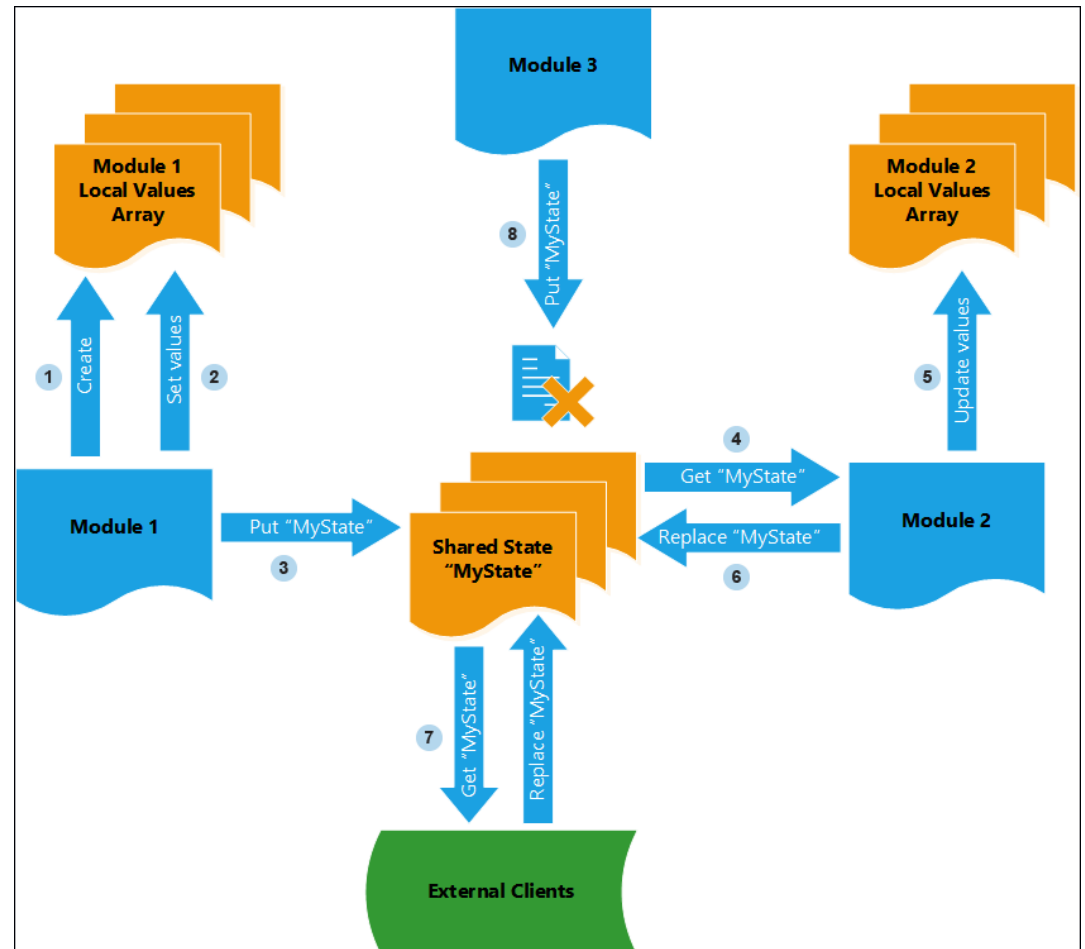 Module 3
Module 1
Local Values
Array
Module 2
Local Values
Array
8
Put “MyState”
1
Create
Set values
2
5
Update values
4
Get “MyState”
Module 1
Put “MyState”
3
Shared State
“MyState”
Replace “MyState”
6
Module 2
7
Get “MyState”
Replace “MyState”
External Clients